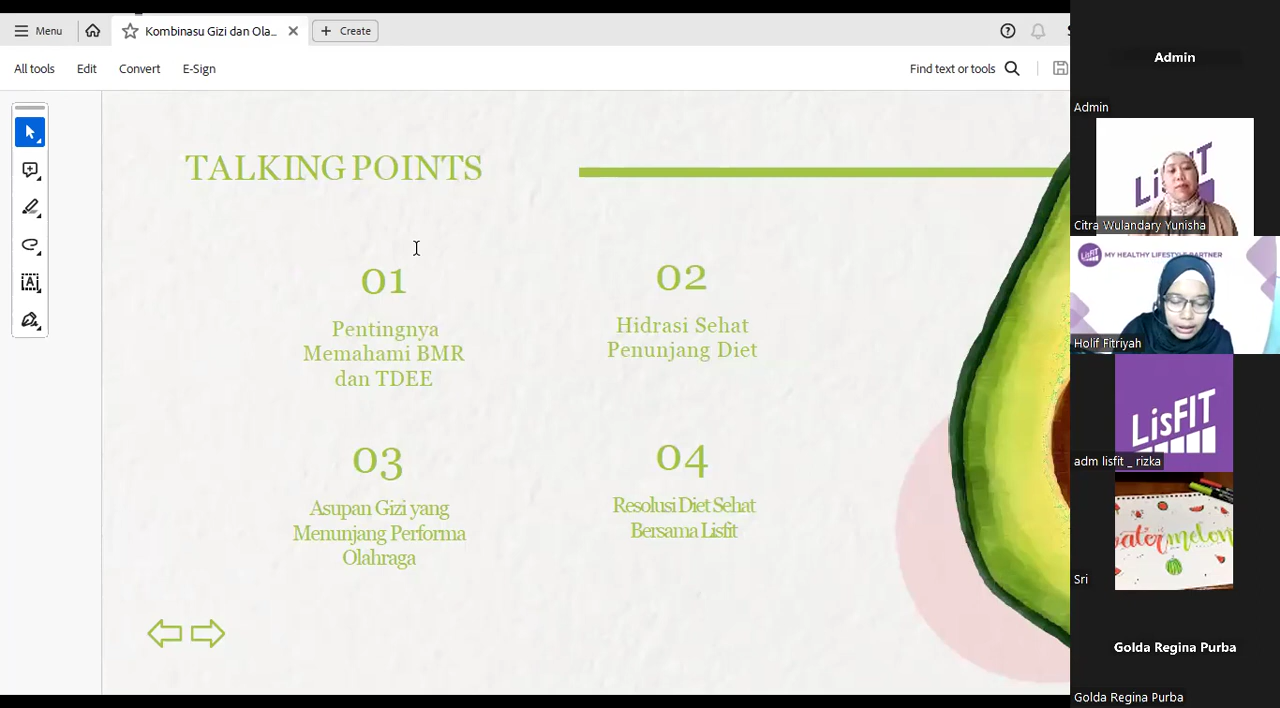 Menu
Kombinasu Gizi dan Ola...
Create
All tools
Edit
Convert
E-Sign
Find text or tools
TALKING POINTS
01
Pentingnya
Memahami BMR
dan TDEE
02
Hidrasi Sehat
Penunjang Diet
03
Asupan Gizi yang
Menunjang Performa
Olahraga
04
Resolusi Diet Sehat
Bersama Lisfit
Admin
Admin
LisFIT
Citra Wulandary Yunisha
LisFIT
MY HEALTHY LIFESTYLE PARTNER
Holif Fitriyah
LisFIT
adm lisfit _ rizka
watermelon
Sri
Golda Regina Purba
Golda Regina Purba